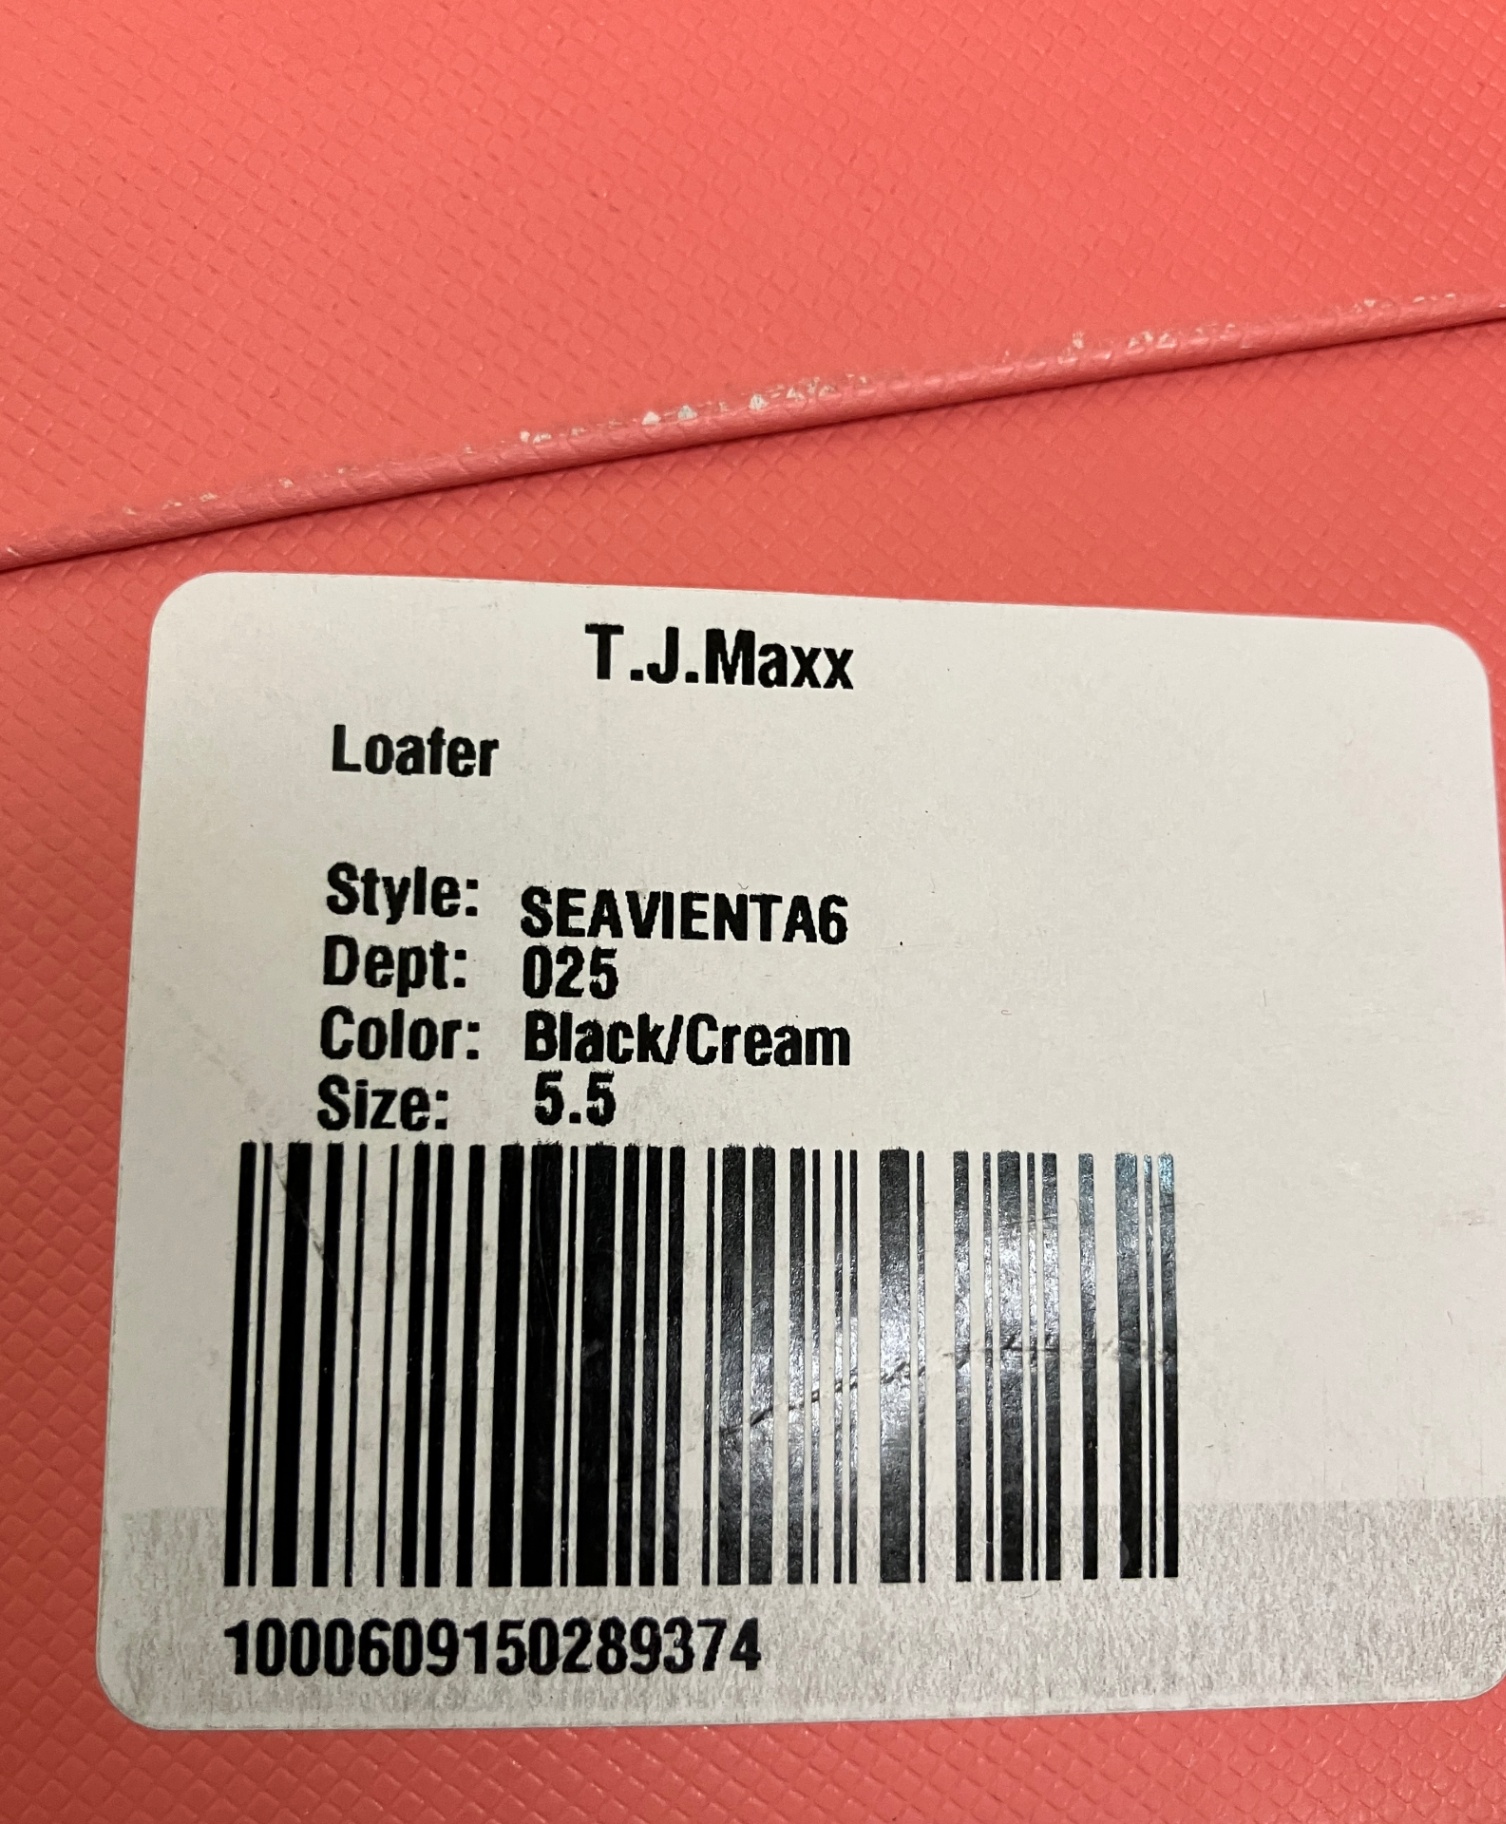 T.J.Maxx
Loafer
Style: SEAVIENTA6
Dept: 025
Color: Black/Cream
Size: 5.5
1000609150289374